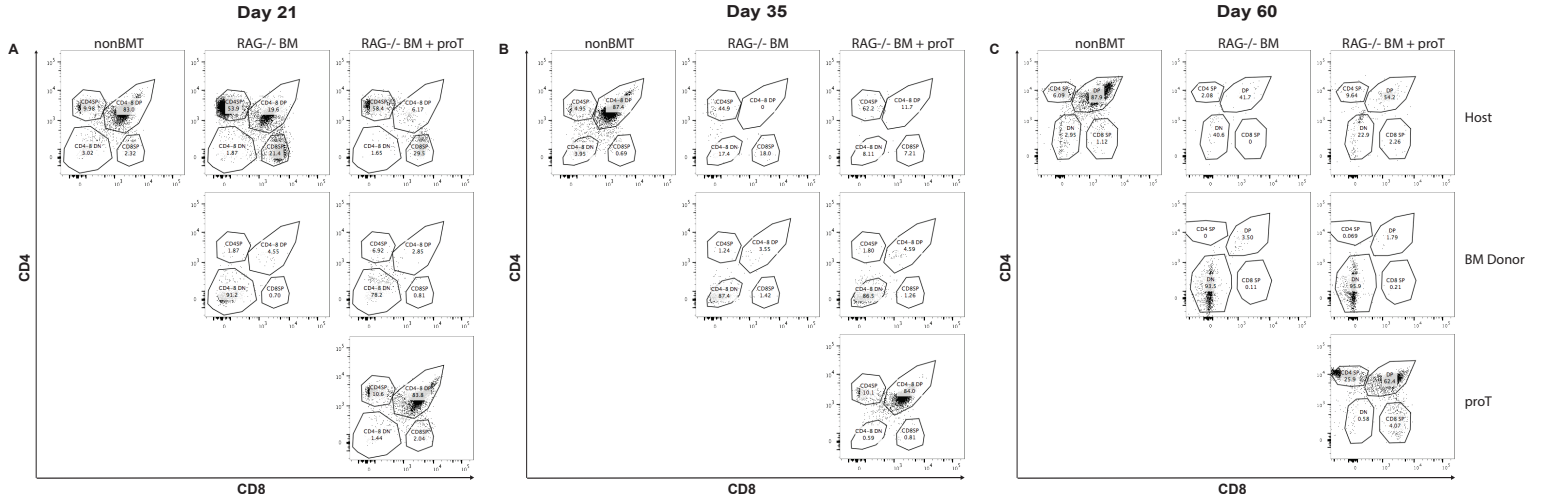 Day 21
Day 35
Day 60
A
nonBMT
RAG-/- BM
RAG-/- BM + proT
B
nonBMT
RAG-/- BM
RAG-/- BM + proT
C
nonBMT
RAG-/- BM
RAG-/- BM + proT
CD4SP
9.98
CD4-8 DP
83.0
CD4-8 DN
3.02
CD8SP
2.32
CD4SP
53.9
CD4-8 DP
19.6
CD4-8 DN
1.87
CD8SP
21.4
CD4SP
58.4
CD4-8 DP
6.17
CD4-8 DN
1.65
CD8SP
29.5
CD4SP
4.95
CD4-8 DP
87.4
CD4-8 DN
3.95
CD8SP
0.69
CD4SP
44.9
CD4-8 DP
0
CD4-8 DN
17.4
CD8SP
18.0
CD4SP
62.2
CD4-8 DP
11.7
CD4-8 DN
8.11
CD8SP
7.21
CD4 SP
6.09
DP
87.9
DN
2.95
CD8 SP
1.12
CD4 SP
2.08
DP
41.7
DN
40.6
CD8 SP
0
CD4 SP
9.64
DP
54.2
DN
22.9
CD8 SP
2.26
Host
CD4SP
1.87
CD4-8 DP
4.55
CD4-8 DN
91.2
CD8SP
0.70
CD4SP
6.92
CD4-8 DP
2.85
CD4-8 DN
78.2
CD8SP
0.81
CD4SP
1.24
CD4-8 DP
3.55
CD4-8 DN
87.4
CD8SP
1.42
CD4SP
1.80
CD4-8 DP
4.59
CD4-8 DN
86.5
CD8SP
1.26
CD4 SP
0
DP
3.50
DN
93.5
CD8 SP
0.11
CD4 SP
0.069
DP
1.79
DN
95.9
CD8 SP
0.21
BM Donor
CD4SP
10.6
CD4-8 DP
83.8
CD4-8 DN
1.44
CD8SP
2.04
CD4SP
10.1
CD4-8 DP
84.0
CD4-8 DN
0.59
CD8SP
0.81
CD4 SP
25.9
DP
62.4
DN
0.58
CD8 SP
4.07
proT
CD4
CD4
CD4
CD8
CD8
CD8